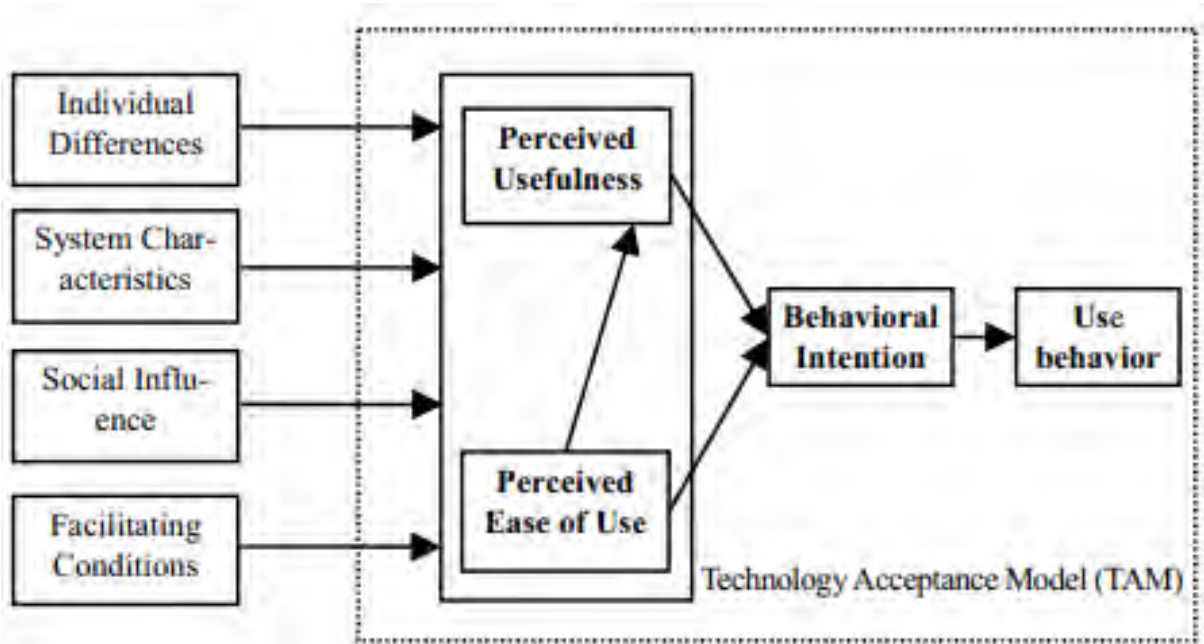 Individual
Differences
System Char-
acteristics
Social Influ-
ence
Facilitating
Conditions
Perceived
Usefulness
Perceived
Ease of Use
Behavioral
Intention
Use
behavior
Technology Acceptance Model (TAM)